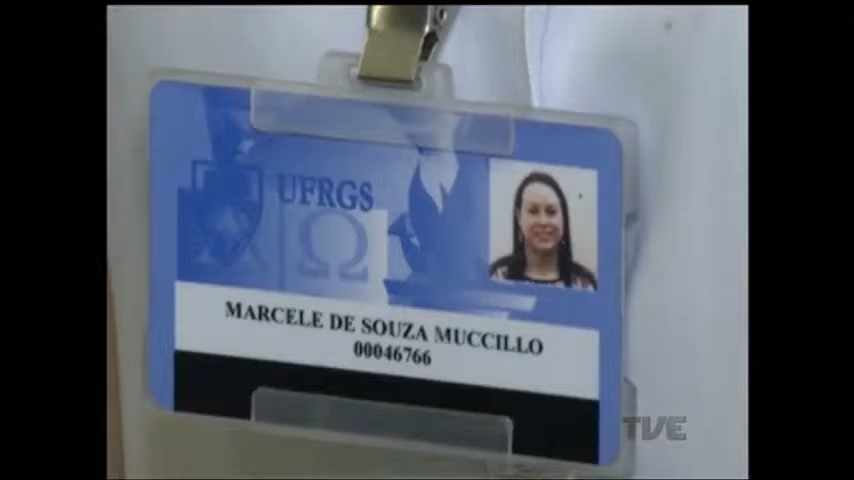 UFRGS
Ω
MARCELE DE SOUZA MUCCILLO
00046766
TVE